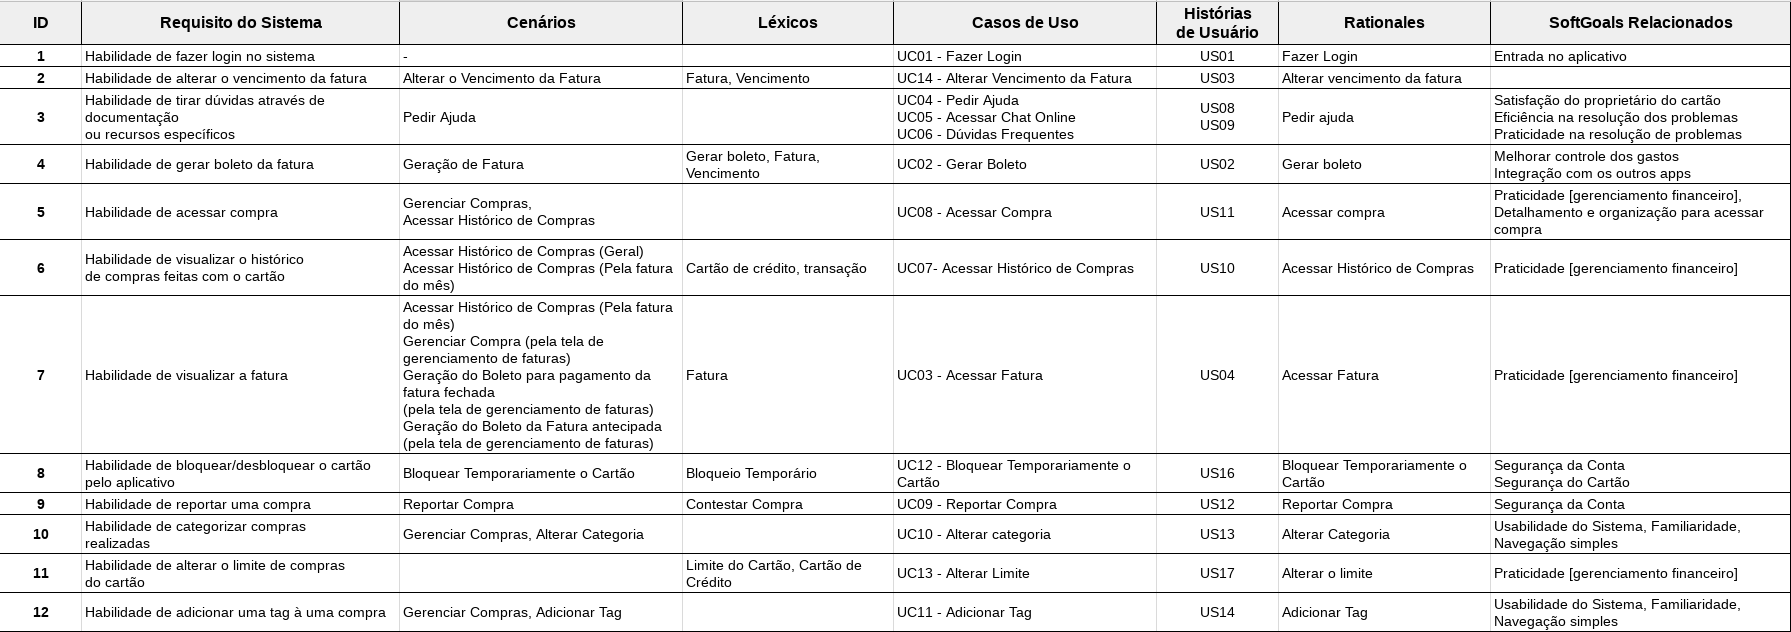 ID
Requisito do Sistema
Cenários
Léxicos
Casos de Uso
Histórias
de Usuário
Rationales
SoftGoals Relacionados
1
Habilidade de fazer login no sistema
-
UC01 - Fazer Login
US01
Fazer Login
Entrada no aplicativo
2
Habilidade de alterar o vencimento da fatura
Alterar o Vencimento da Fatura
Fatura, Vencimento
UC14 - Alterar Vencimento da Fatura
US03
Alterar vencimento da fatura
3
Habilidade de tirar dúvidas através de
documentação
ou recursos específicos
Pedir Ajuda
UC04 - Pedir Ajuda
UC05 - Acessar Chat Online
UC06 - Dúvidas Frequentes
US08
US09
Pedir ajuda
Satisfação do proprietário do cartão
Eficiência na resolução dos problemas
Praticidade na resolução de problemas
4
Habilidade de gerar boleto da fatura
Geração de Fatura
Gerar boleto, Fatura,
Vencimento
UC02 - Gerar Boleto
US02
Gerar boleto
Melhorar controle dos gastos
Integração com os outros apps
5
Habilidade de acessar compra
Gerenciar Compras,
Acessar Histórico de Compras
UC08 - Acessar Compra
US11
Acessar compra
Praticidade [gerenciamento financeiro],
Detalhamento e organização para acessar
compra
6
Habilidade de visualizar o histórico
de compras feitas com o cartão
Acessar Histórico de Compras (Geral)
Acessar Histórico de Compras (Pela fatura
do mês)
Cartão de crédito, transação
UC07- Acessar Histórico de Compras
US10
Acessar Histórico de Compras
Praticidade [gerenciamento financeiro]
7
Habilidade de visualizar a fatura
Acessar Histórico de Compras (Pela fatura
do mês)
Gerenciar Compra (pela tela de
gerenciamento de faturas)
Geração do Boleto para pagamento da
fatura fechada
(pela tela de gerenciamento de faturas)
Geração do Boleto da Fatura antecipada
(pela tela de gerenciamento de faturas)
Fatura
UC03 - Acessar Fatura
US04
Acessar Fatura
Praticidade [gerenciamento financeiro]
8
Habilidade de bloquear/desbloquear o cartão
pelo aplicativo
Bloquear Temporariamente o Cartão
Bloqueio Temporário
UC12 - Bloquear Temporariamente o
Cartão
US16
Bloquear Temporariamente o
Cartão
Segurança da Conta
Segurança do Cartão
9
Habilidade de reportar uma compra
Reportar Compra
Contestar Compra
UC09 - Reportar Compra
US12
Reportar Compra
Segurança da Conta
10
Habilidade de categorizar compras
realizadas
Gerenciar Compras, Alterar Categoria
UC10 - Alterar categoria
US13
Alterar Categoria
Usabilidade do Sistema, Familiaridade,
Navegação simples
11
Habilidade de alterar o limite de compras
do cartão
Limite do Cartão, Cartão de
Crédito
UC13 - Alterar Limite
US17
Alterar o limite
Praticidade [gerenciamento financeiro]
12
Habilidade de adicionar uma tag à uma compra
Gerenciar Compras, Adicionar Tag
UC11 - Adicionar Tag
US14
Adicionar Tag
Usabilidade do Sistema, Familiaridade,
Navegação simples